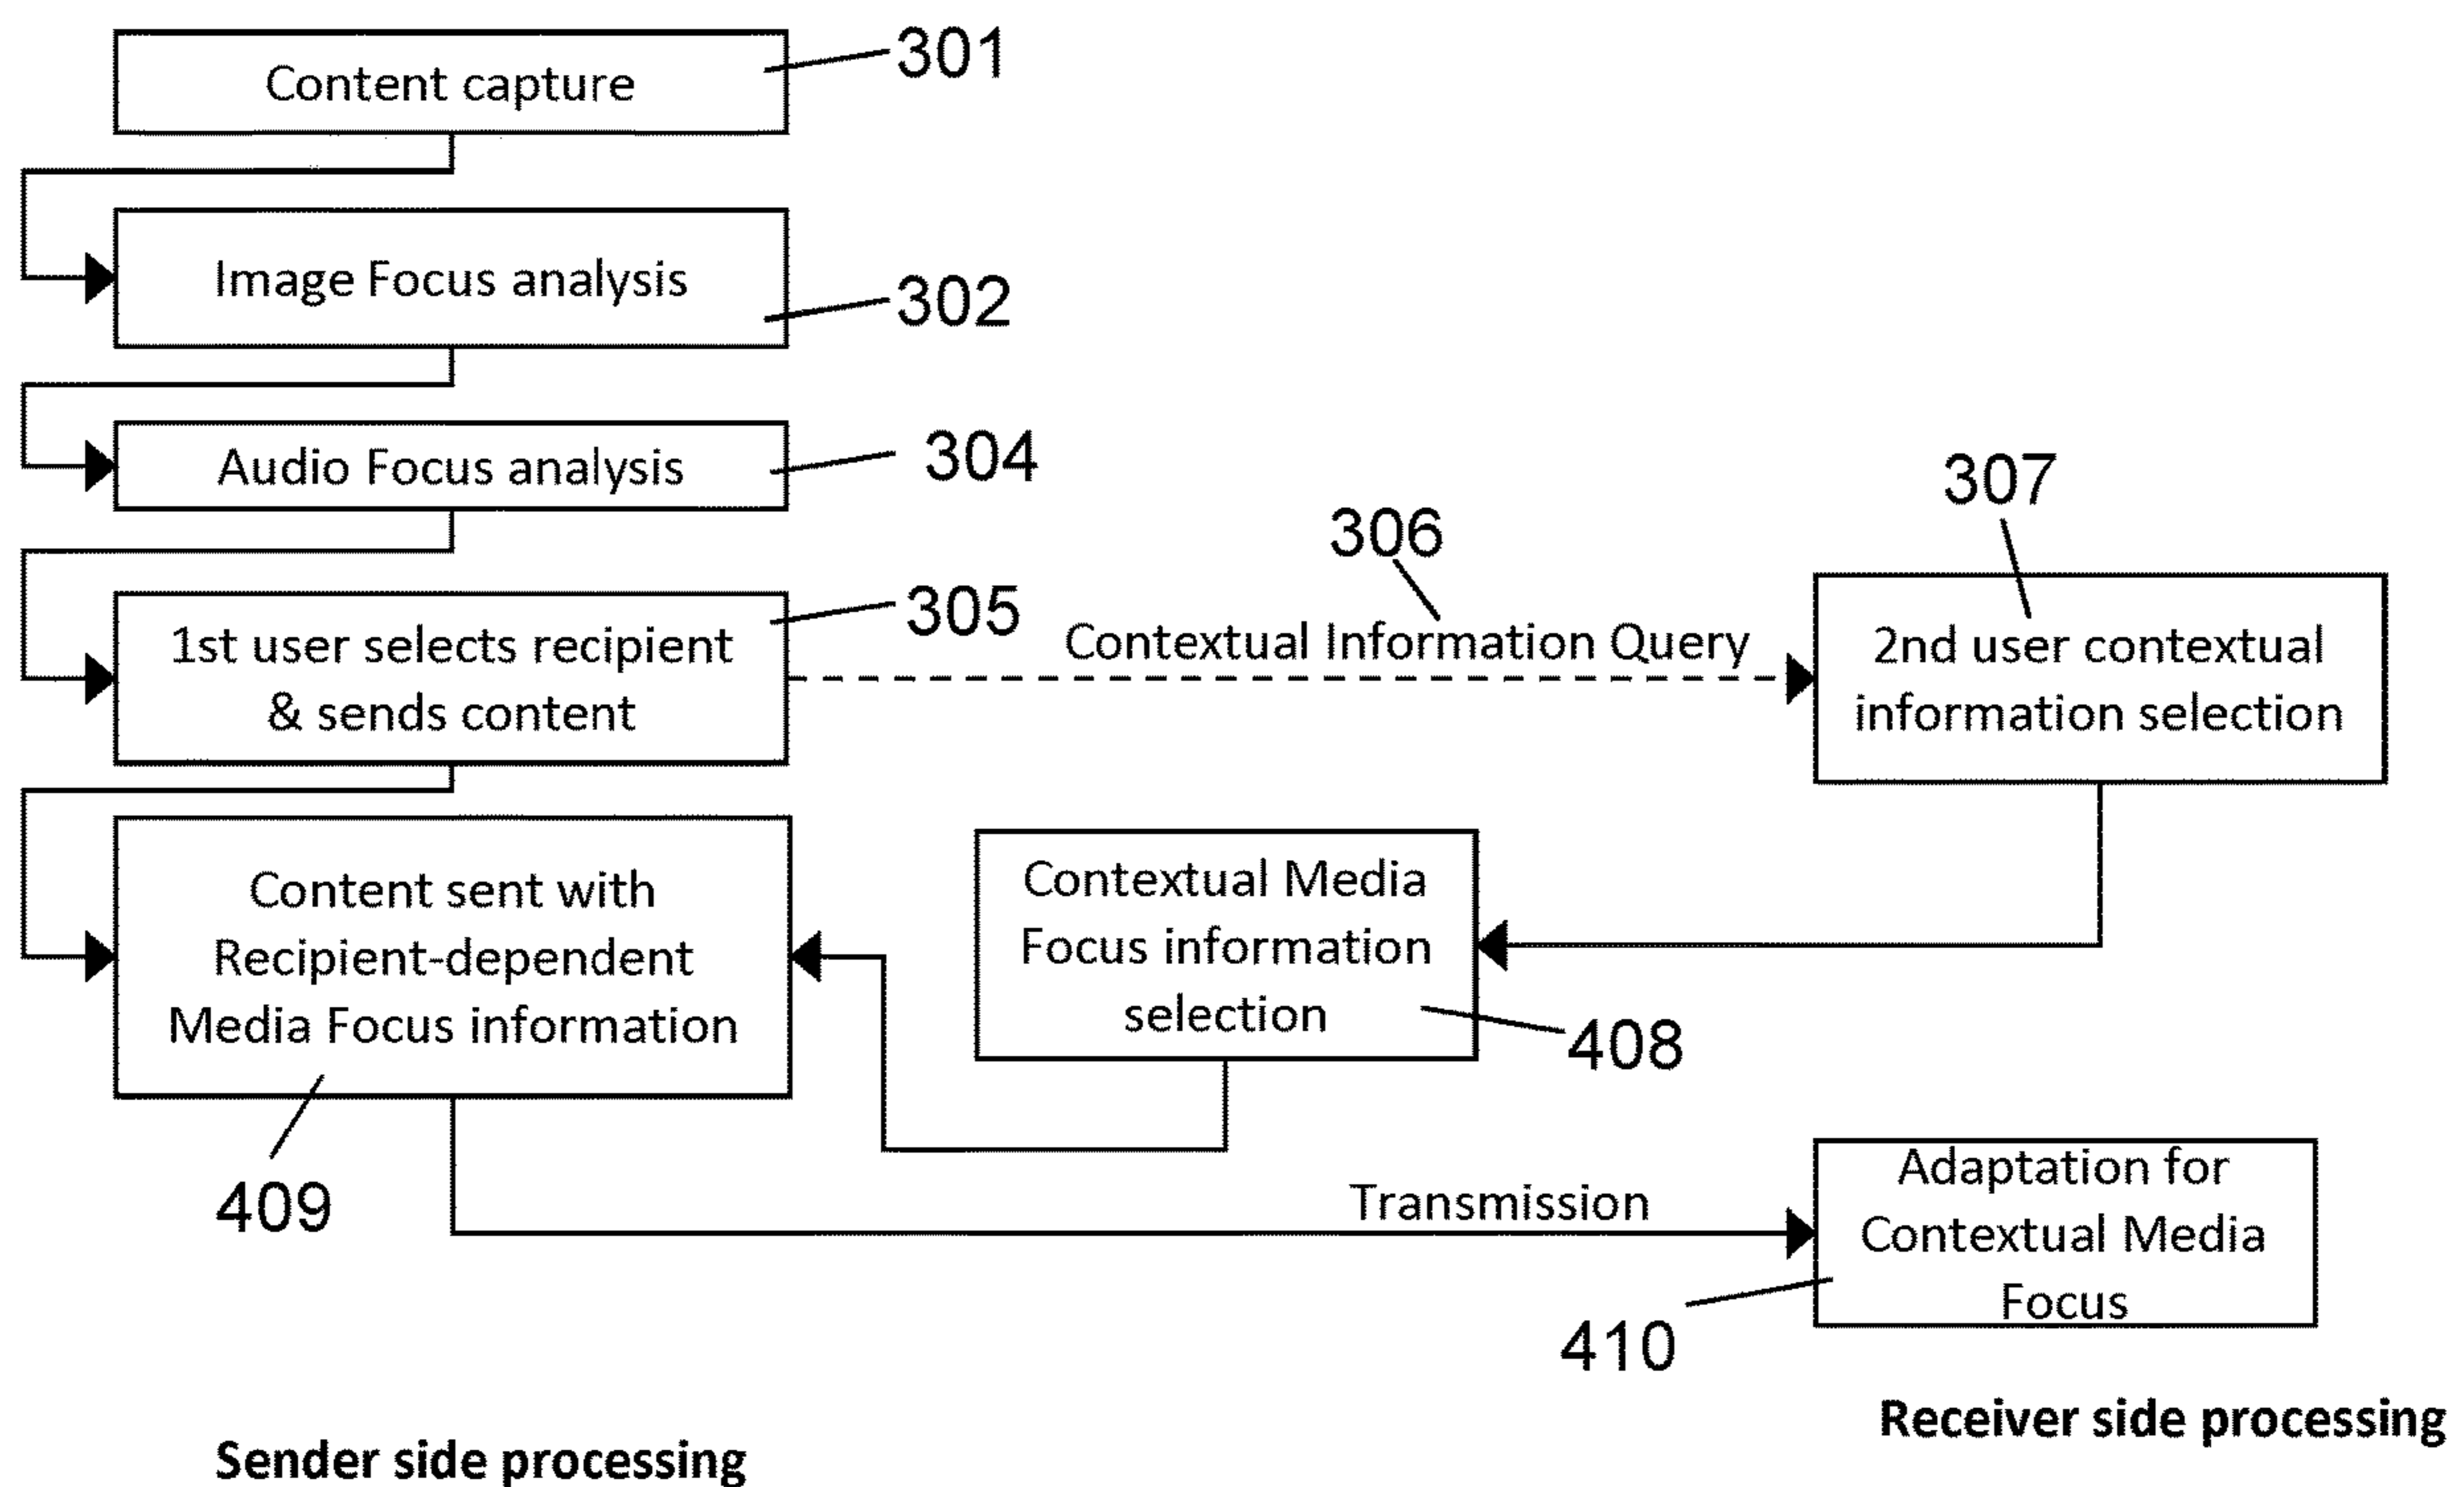 Content capture
301
Image Focus analysis
302
Audio Focus analysis
304
1st user selects recipient
& sends content
305
306
Contextual Information Query
307
2nd user contextual
information selection
Content sent with
Recipient-dependent
Media Focus information
409
Contextual Media
Focus information
selection
408
Transmission
Adaptation for
Contextual Media
Focus
410
Sender side processing
Receiver side processing